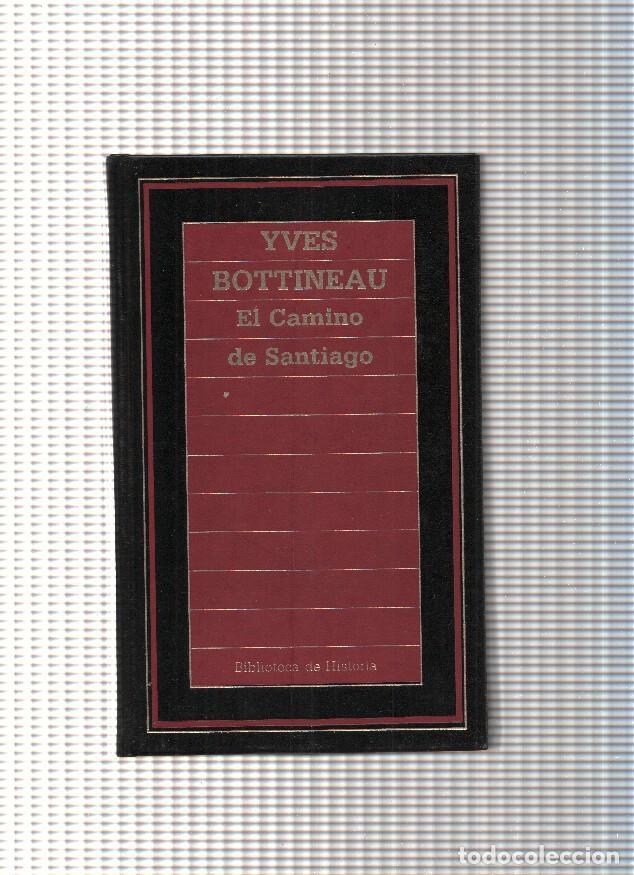 YVES
BOTTINEAU
El Camino
de Santiago
Biblioteca de Historia
todocoleccion